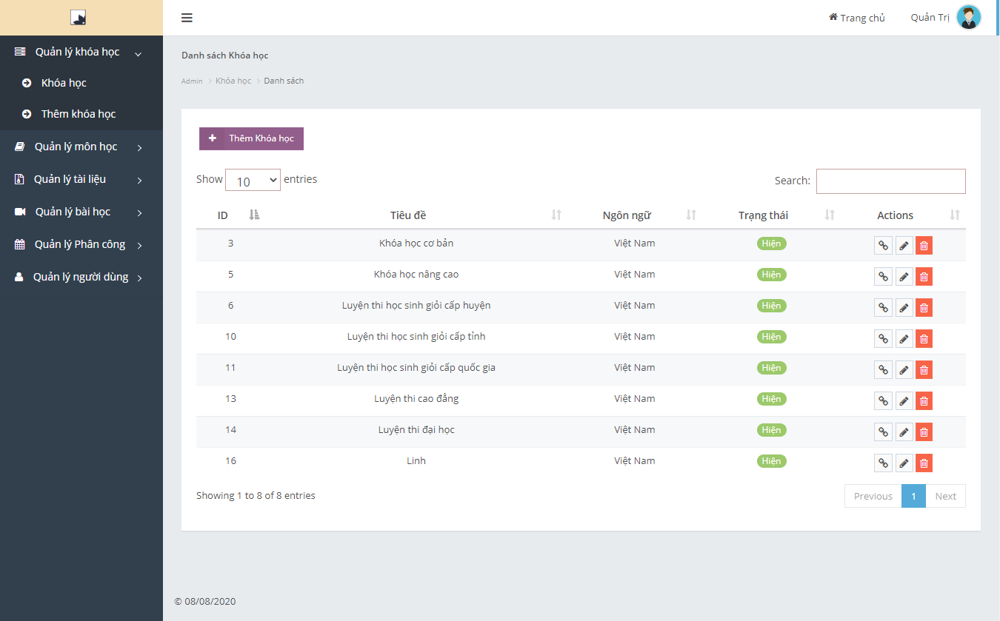 Trang chủ
Quản Trị
Quản lý khóa học
Khóa học
Thêm khóa học
Quản lý môn học
Quản lý tài liệu
Quản lý bài học
Quản lý Phân công
Quản lý người dùng
Danh sách Khóa học
Admin Khóa học Danh sách
Thêm Khóa học
Show 10 entries
Search:
ID Tiêu đề Ngôn ngữ Trạng thái Actions
3 Khóa học cơ bản Việt Nam Hiện
5 Khóa học nâng cao Việt Nam Hiện
6 Luyện thi học sinh giỏi cấp huyện Việt Nam Hiện
10 Luyện thi học sinh giỏi cấp tỉnh Việt Nam Hiện
11 Luyện thi học sinh giỏi cấp quốc gia Việt Nam Hiện
13 Luyện thi cao đẳng Việt Nam Hiện
14 Luyện thi đại học Việt Nam Hiện
16 Linh Việt Nam Hiện
Showing 1 to 8 of 8 entries
Previous 1 Next
© 08/08/2020